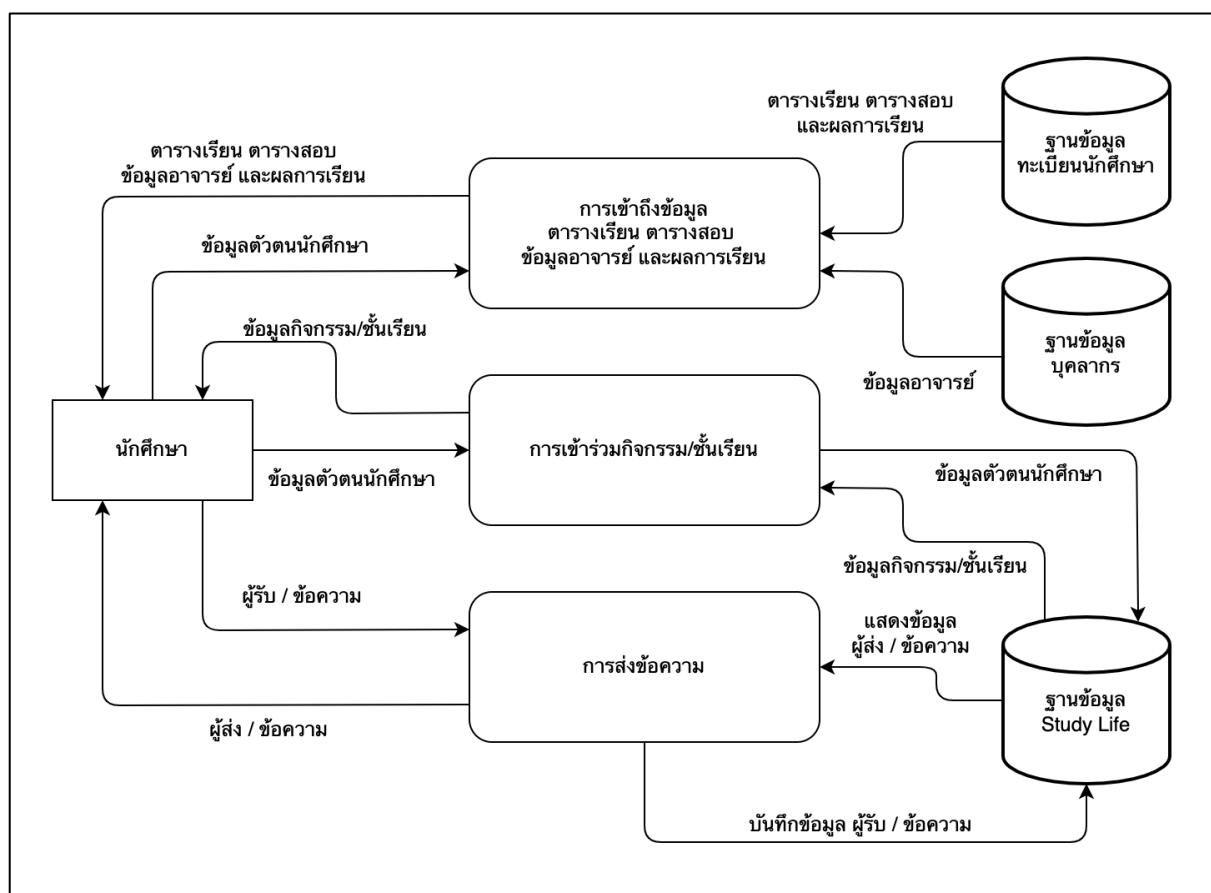 ตารางเรียน ตารางสอบ
และผลการเรียน
ฐานข้อมูล
ทะเบียนนักศึกษา
ตารางเรียน ตารางสอบ
ข้อมูลอาจารย์ และผลการเรียน
การเข้าถึงข้อมูล
ตารางเรียน ตารางสอบ
ข้อมูลอาจารย์ และผลการเรียน
ข้อมูลตัวตนนักศึกษา
ข้อมูลกิจกรรม/ชั้นเรียน
ฐานข้อมูล
บุคลากร
ข้อมูลอาจารย์
นักศึกษา
การเข้าร่วมกิจกรรม/ชั้นเรียน
ข้อมูลตัวตนนักศึกษา
ข้อมูลตัวตนนักศึกษา
ข้อมูลกิจกรรม/ชั้นเรียน
ผู้รับ / ข้อความ
แสดงข้อมูล
ผู้ส่ง / ข้อความ
การส่งข้อความ
ฐานข้อมูล
Study Life
ผู้ส่ง / ข้อความ
บันทึกข้อมูล ผู้รับ / ข้อความ